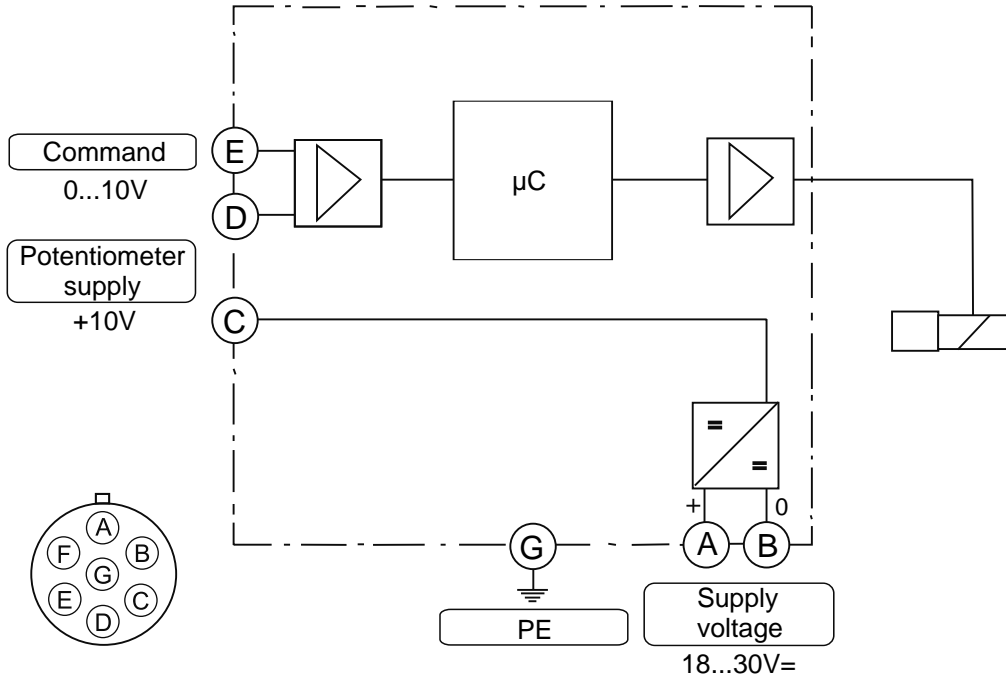 Command
0...10V
E
D
Potentiometer
supply
+10V
C
µC
=
=
+
0
A
B
G
PE
Supply
voltage
18...30V=
A
F
B
G
E
C
D